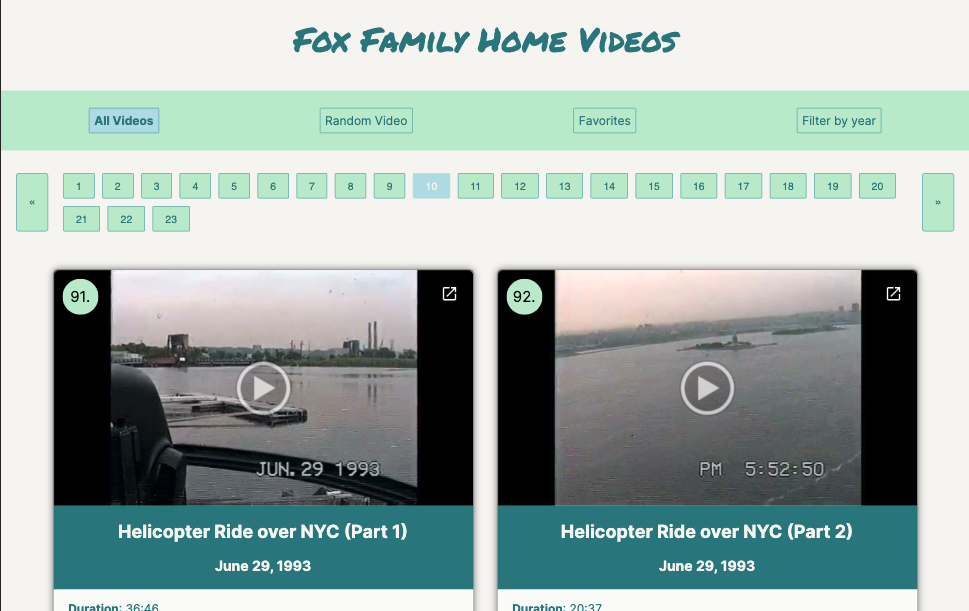 Fox Family Home Videos
All Videos Random Video Favorites Filter by year
« 1 2 3 4 5 6 7 8 9 10 11 12 13 14 15 16 17 18 19 20 »
21 22 23
91. 92.
JUN. 29 1993 PM 5:52:50
Helicopter Ride over NYC (Part 1) Helicopter Ride over NYC (Part 2)
June 29, 1993 June 29, 1993
Duration: 36:46 Duration: 20:37